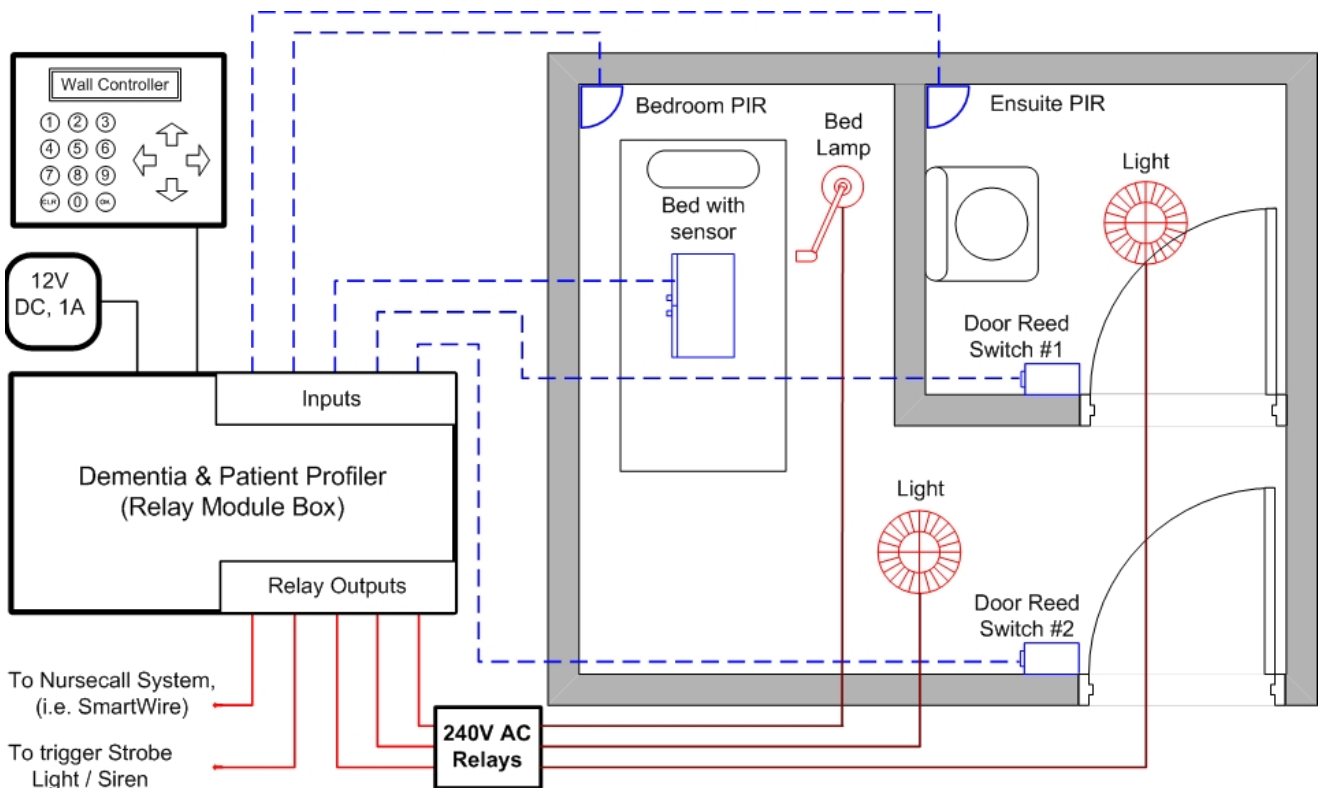 Wall Controller
1 2 3
4 5 6
7 8 9
CLR 0 OK
12V
DC, 1A
Inputs
Dementia & Patient Profiler
(Relay Module Box)
Relay Outputs
To Nursecall System,
(i.e. SmartWire)
To trigger Strobe
Light / Siren
240V AC
Relays
Bedroom PIR
Bed
Lamp
Bed with
sensor
Ensuite PIR
Light
Door Reed
Switch #1
Light
Door Reed
Switch #2